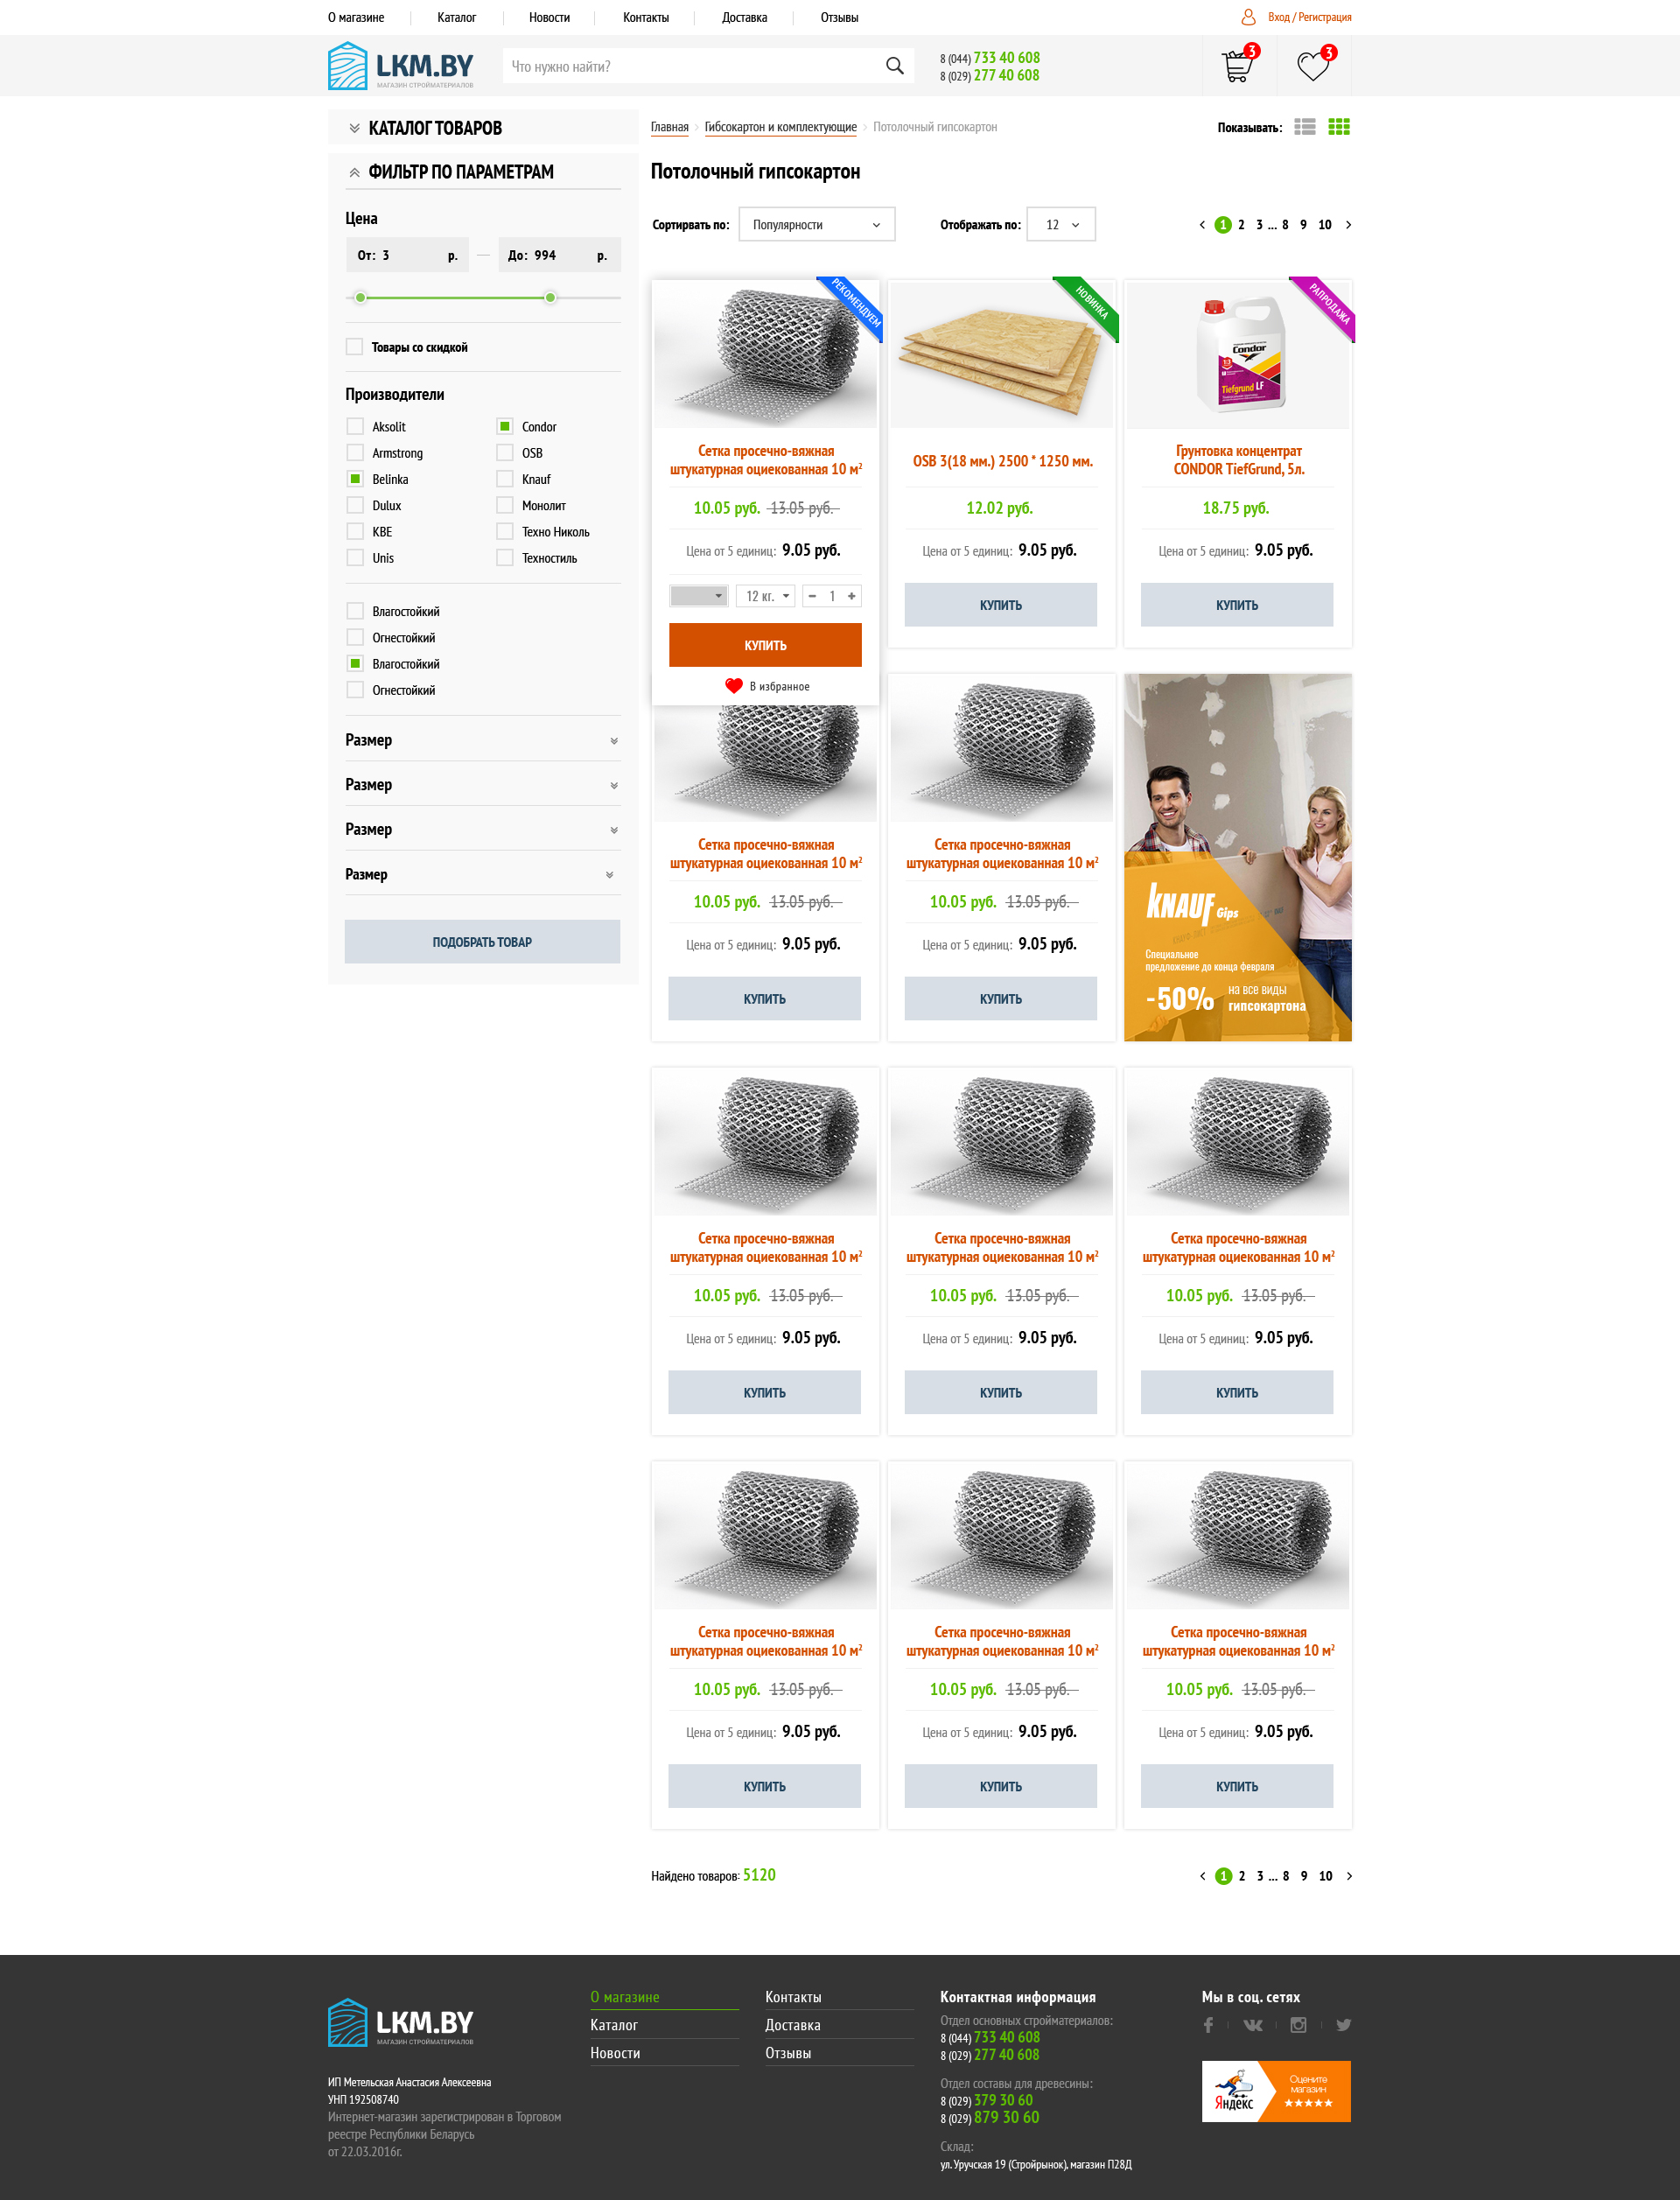 О магазине Каталог Новости Контакты Доставка Отзывы Вход / Регистрация
LKM.BY
МАГАЗИН СТРОЙМАТЕРИАЛОВ
Что нужно найти?
8 (044) 733 40 608
8 (029) 277 40 608
3 3
КАТАЛОГ ТОВАРОВ
ФИЛЬТР ПО ПАРАМЕТРАМ
Цена
От: 3 р. До: 994 р.
Товары со скидкой
Производители
Aksolit Condor
Armstrong OSB
Belinka Knauf
Dulux Монолит
KBE Техно Николь
Unis Техностиль
Влагостойкий
Огнестойкий
Влагостойкий
Огнестойкий
Размер
Размер
Размер
Размер
ПОДОБРАТЬ ТОВАР
Главная Гибсокартон и комплектующие Потолочный гипсокартон
Показывать:
Потолочный гипсокартон
Сортирвать по: Популярности Отображать по: 12 1 2 3 ... 8 9 10
РЕКОМЕНДУЕМ
Сетка просечно-вяжная
штукатурная оциекованная 10 м²
10.05 руб. 13.05 руб.
Цена от 5 единиц: 9.05 руб.
12 кг. 1
КУПИТЬ
В избранное
НОВИНКА
OSB 3(18 мм.) 2500 * 1250 мм.
12.02 руб.
Цена от 5 единиц: 9.05 руб.
КУПИТЬ
РАПРОДАЖА
Condor
Tiefgrund LF
Грунтовка концентрат
CONDOR TiefGrund, 5л.
18.75 руб.
Цена от 5 единиц: 9.05 руб.
КУПИТЬ
Сетка просечно-вяжная
штукатурная оциекованная 10 м²
10.05 руб. 13.05 руб.
Цена от 5 единиц: 9.05 руб.
КУПИТЬ
Сетка просечно-вяжная
штукатурная оциекованная 10 м²
10.05 руб. 13.05 руб.
Цена от 5 единиц: 9.05 руб.
КУПИТЬ
KNAUF Gips
Специальное
предложение до конца февраля
-50% на все виды
гипсокартона
Сетка просечно-вяжная
штукатурная оциекованная 10 м²
10.05 руб. 13.05 руб.
Цена от 5 единиц: 9.05 руб.
КУПИТЬ
Сетка просечно-вяжная
штукатурная оциекованная 10 м²
10.05 руб. 13.05 руб.
Цена от 5 единиц: 9.05 руб.
КУПИТЬ
Сетка просечно-вяжная
штукатурная оциекованная 10 м²
10.05 руб. 13.05 руб.
Цена от 5 единиц: 9.05 руб.
КУПИТЬ
Сетка просечно-вяжная
штукатурная оциекованная 10 м²
10.05 руб. 13.05 руб.
Цена от 5 единиц: 9.05 руб.
КУПИТЬ
Сетка просечно-вяжная
штукатурная оциекованная 10 м²
10.05 руб. 13.05 руб.
Цена от 5 единиц: 9.05 руб.
КУПИТЬ
Сетка просечно-вяжная
штукатурная оциекованная 10 м²
10.05 руб. 13.05 руб.
Цена от 5 единиц: 9.05 руб.
КУПИТЬ
Найдено товаров: 5120 1 2 3 ... 8 9 10
LKM.BY
МАГАЗИН СТРОЙМАТЕРИАЛОВ
ИП Метельская Анастасия Алексеевна
УНП 192508740
Интернет-магазин зарегистрирован в Торговом
реестре Республики Беларусь
от 22.03.2016г.
О магазине
Каталог
Новости
Контакты
Доставка
Отзывы
Контактная информация
Отдел основных стройматериалов:
8 (044) 733 40 608
8 (029) 277 40 608
Отдел составы для древесины:
8 (029) 379 30 60
8 (029) 879 30 60
Склад:
ул. Уручская 19 (Стройрынок), магазин П28Д
Мы в соц. сетях
Яндекс
Оцените
магазин
★★★★★